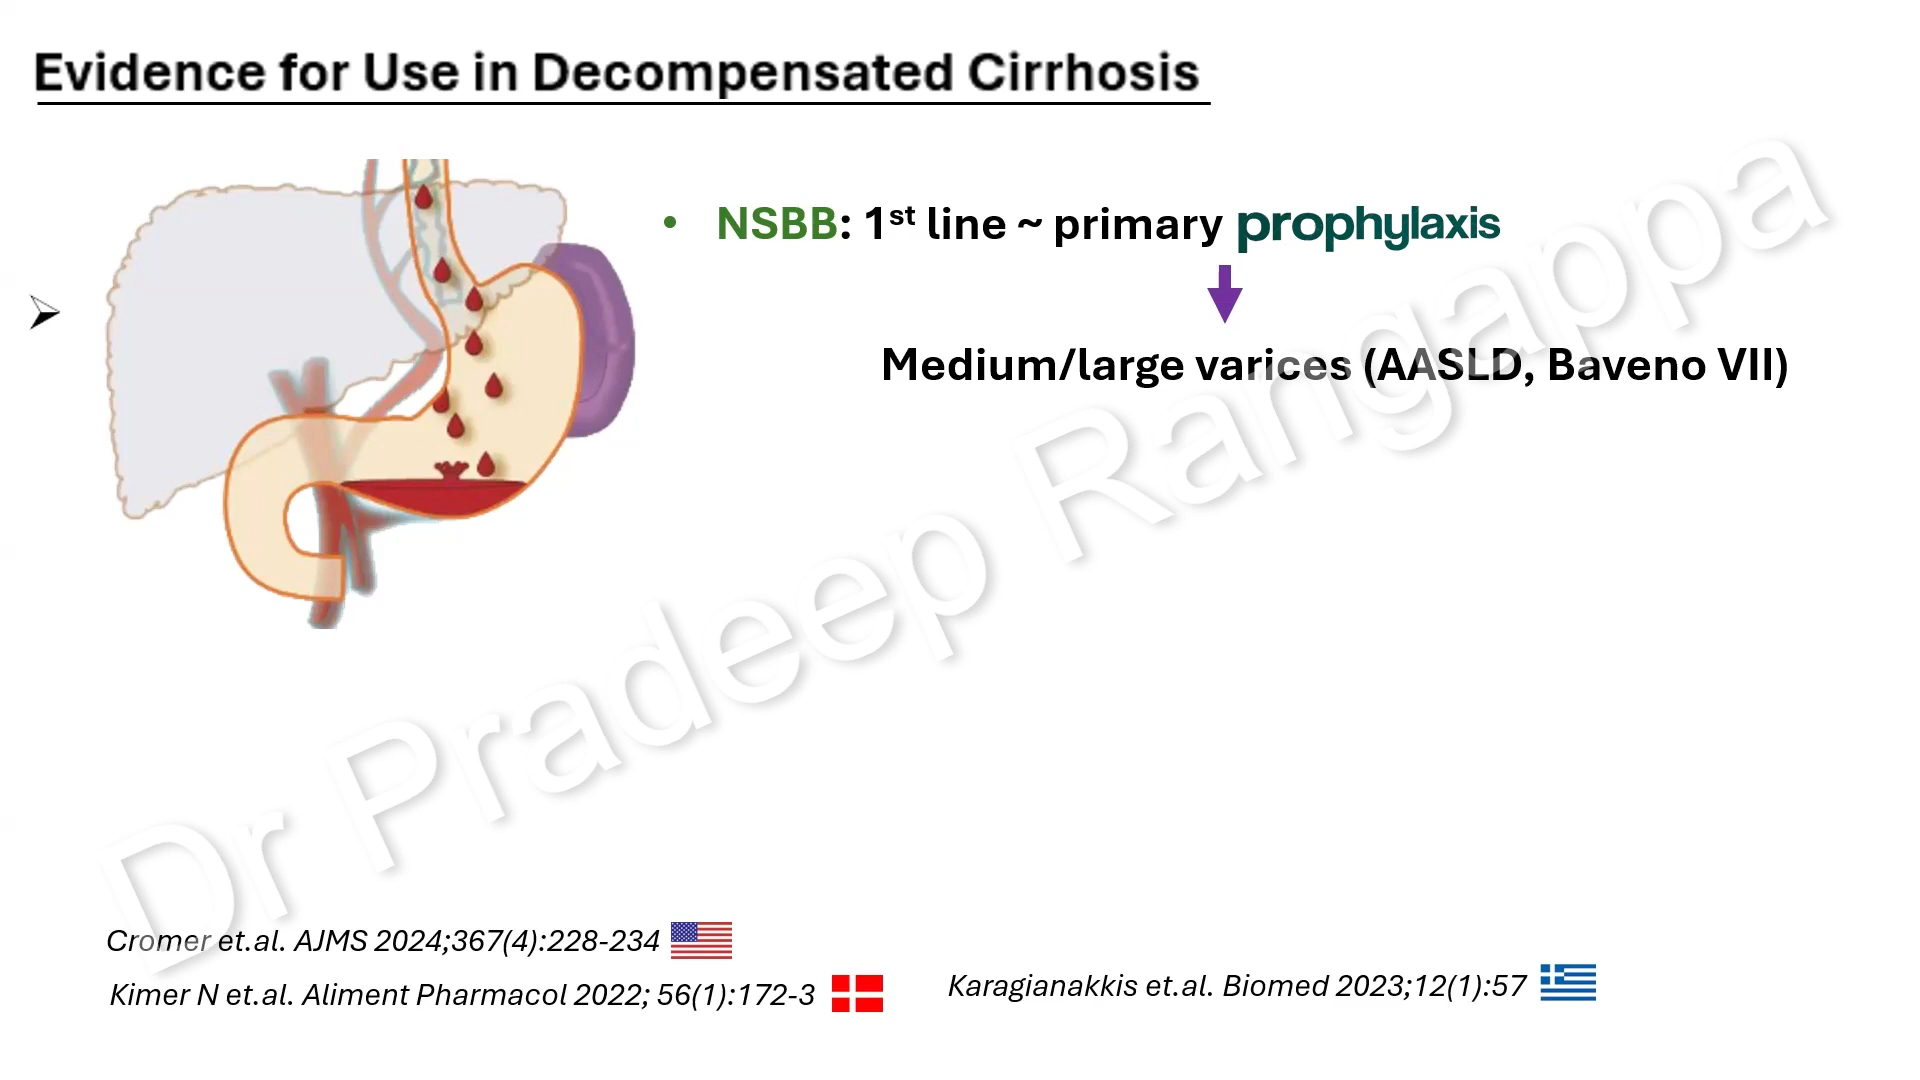 Evidence for Use in Decompensated Cirrhosis
• NSBB: 1st line ~ primary prophylaxis
Medium/large varices (AASLD, Baveno VII)
Dr Pradeep Rangappa
Cromer et.al. AJMS 2024;367(4):228-234
Kimer N et.al. Aliment Pharmacol 2022; 56(1):172-3
Karagianakkis et.al. Biomed 2023;12(1):57